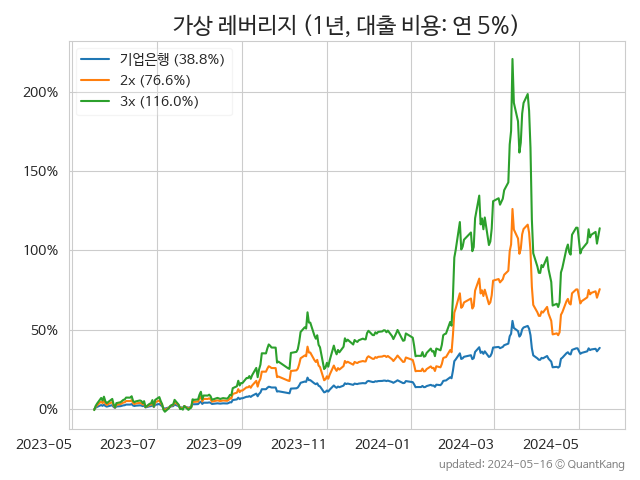 가상 레버리지 (1년, 대출 비용: 연 5%)
기업은행 (38.8%)
2x (76.6%)
3x (116.0%)
200%
150%
100%
50%
0%
2023-05 2023-07 2023-09 2023-11 2024-01 2024-03 2024-05
updated: 2024-05-16 © QuantKang